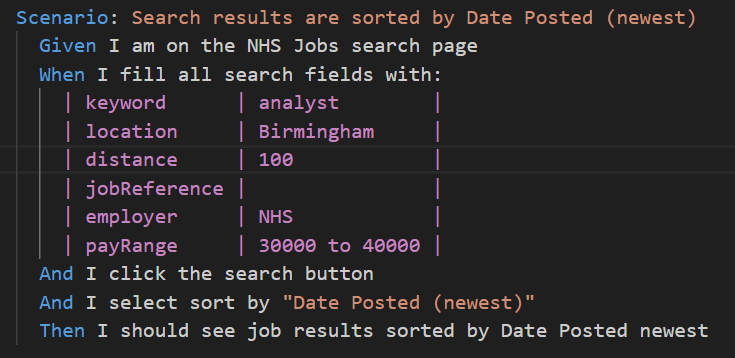 Scenario: Search results are sorted by Date Posted (newest)
Given I am on the NHS Jobs search page
When I fill all search fields with:
| keyword | analyst |
| location | Birmingham |
| distance | 100 |
| jobReference | |
| employer | NHS |
| payRange | 30000 to 40000 |
And I click the search button
And I select sort by "Date Posted (newest)"
Then I should see job results sorted by Date Posted newest